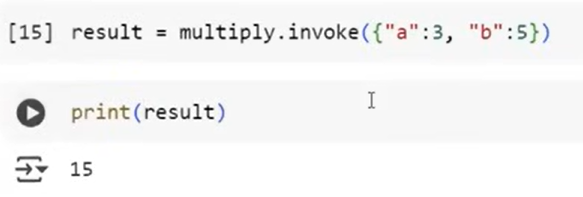 [15] result = multiply.invoke({"a":3, "b":5})
print(result)
15